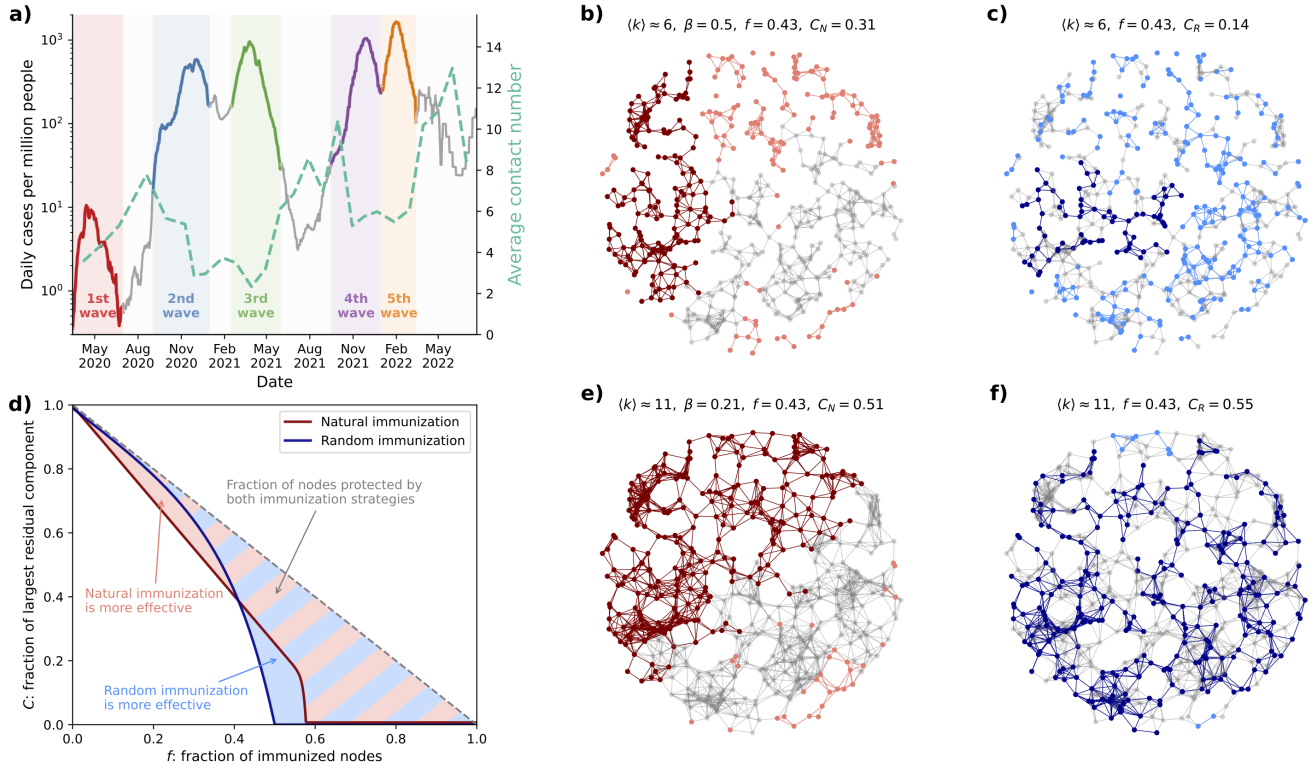 a)
Daily cases per million people
10³
10²
10¹
10⁰
1st
wave
2nd
wave
3rd
wave
4th
wave
5th
wave
14
12
10
8
6
4
2
0
Average contact number
May
2020
Aug
2020
Nov
2020
Feb
2021
May
2021
Aug
2021
Nov
2021
Feb
2022
May
2022
Date
b)
⟨k⟩ ≈ 6, β = 0.5, f = 0.43, C_N = 0.31
c)
⟨k⟩ ≈ 6, f = 0.43, C_R = 0.14
d)
C: fraction of largest residual component
1.0
0.8
0.6
0.4
0.2
0.0
Natural immunization
Random immunization
Fraction of nodes protected by
both immunization strategies
Natural immunization
is more effective
Random immunization
is more effective
0.0
0.2
0.4
0.6
0.8
1.0
f: fraction of immunized nodes
e)
⟨k⟩ ≈ 11, β = 0.21, f = 0.43, C_N = 0.51
f)
⟨k⟩ ≈ 11, f = 0.43, C_R = 0.55